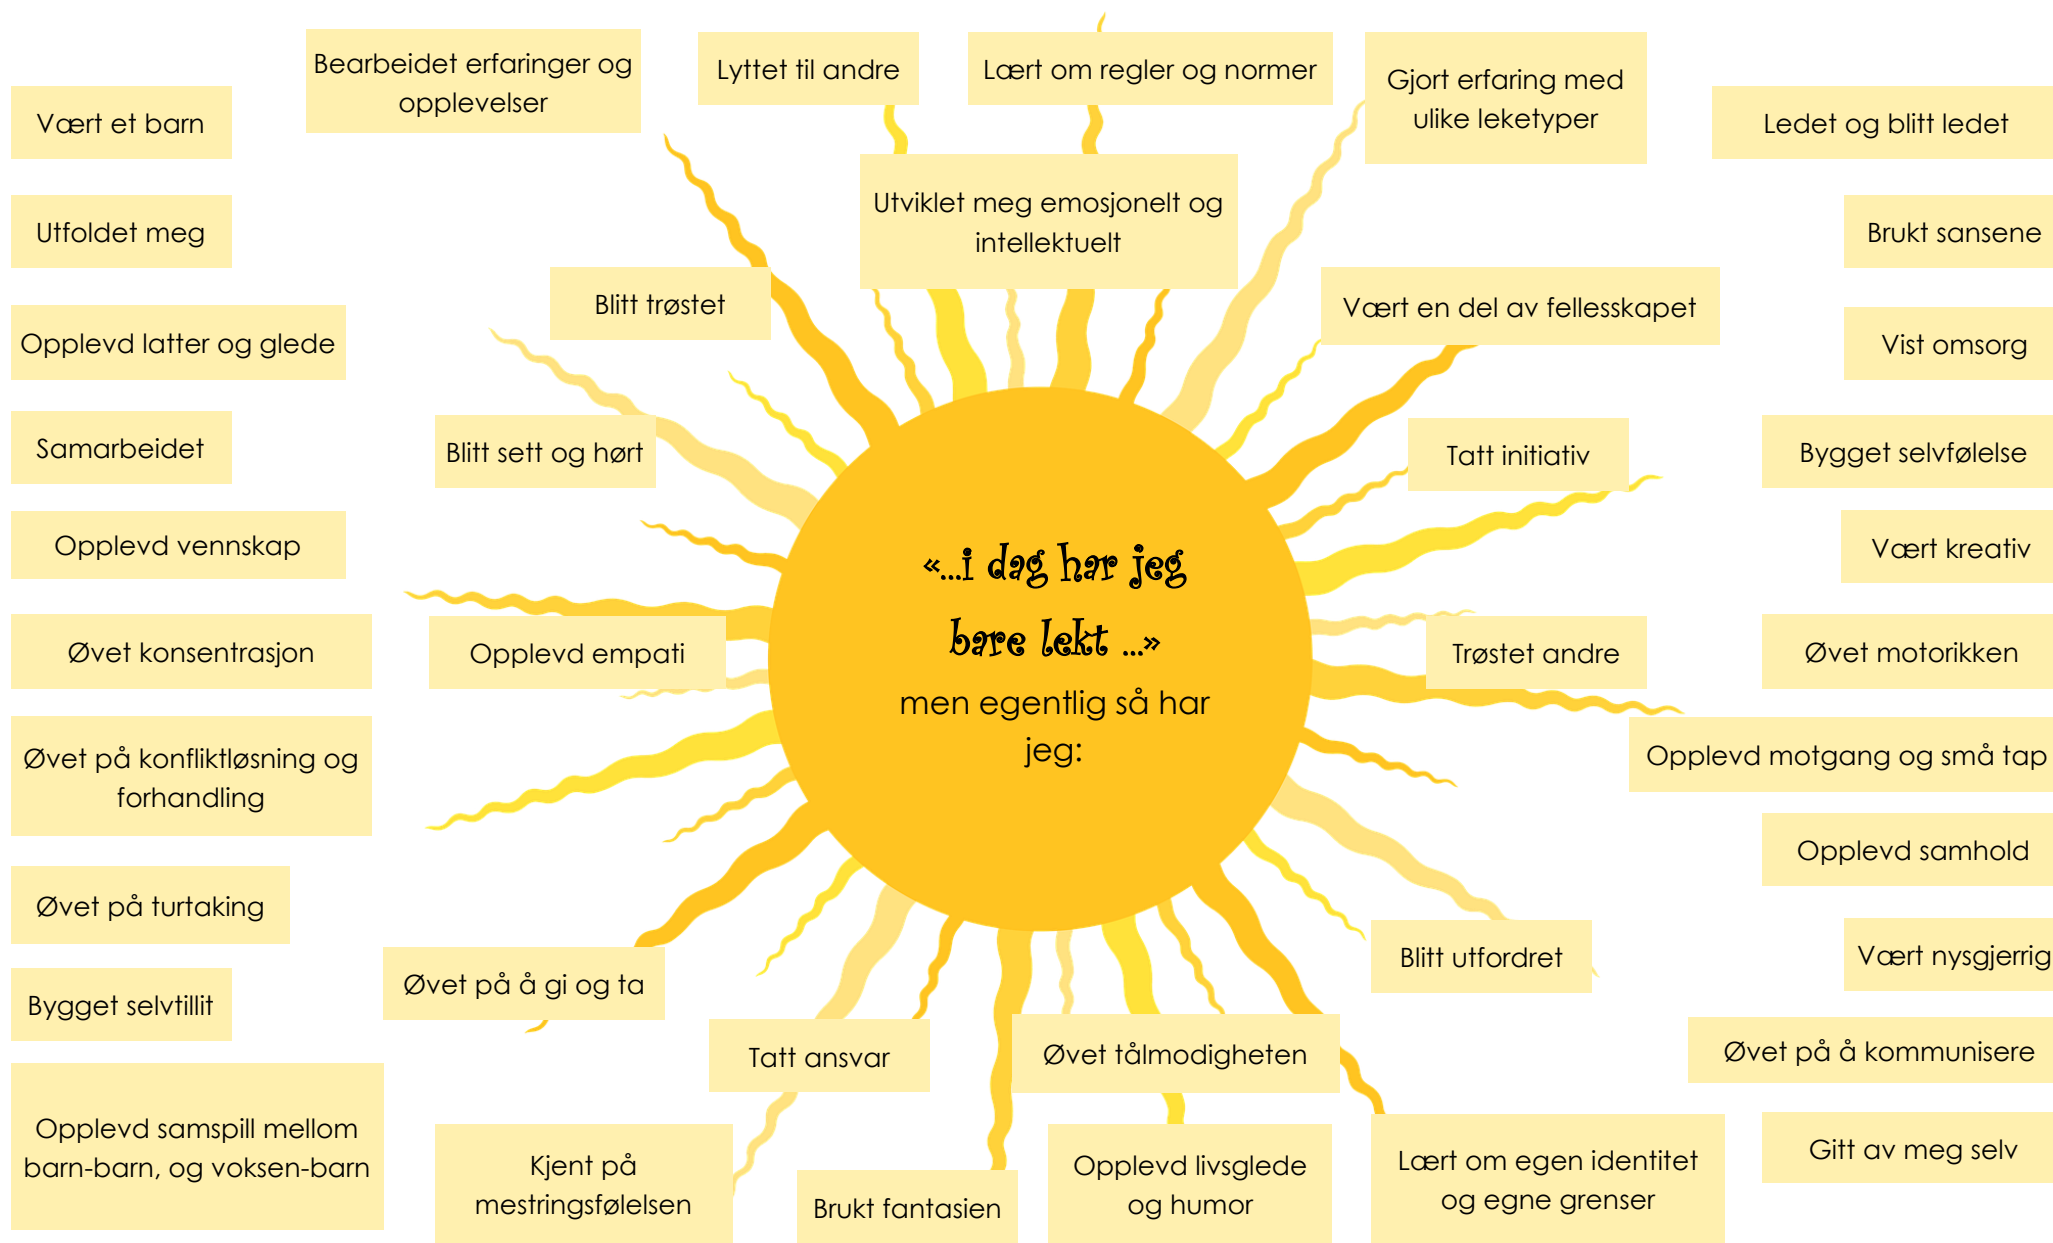 Bearbeidet erfaringer og
opplevelser
Lyttet til andre
Lært om regler og normer
Gjort erfaring med
ulike leketyper
Vært et barn
Ledet og blitt ledet
Utviklet meg emosjonelt og
intellektuelt
Utfoldet meg
Brukt sansene
Blitt trøstet
Vært en del av fellesskapet
Opplevd latter og glede
Vist omsorg
Samarbeidet
Blitt sett og hørt
Tatt initiativ
Bygget selvfølelse
Opplevd vennskap
Vært kreativ
«...i dag har jeg
bare lekt ...»
men egentlig så har
jeg:
Øvet konsentrasjon
Opplevd empati
Trøstet andre
Øvet motorikken
Øvet på konfliktløsning og
forhandling
Opplevd motgang og små tap
Opplevd samhold
Øvet på turtaking
Blitt utfordret
Vært nysgjerrig
Øvet på å gi og ta
Bygget selvtillit
Tatt ansvar
Øvet tålmodigheten
Øvet på å kommunisere
Opplevd samspill mellom
barn-barn, og voksen-barn
Kjent på
mestringsfølelsen
Brukt fantasien
Opplevd livsglede
og humor
Lært om egen identitet
og egne grenser
Gitt av meg selv